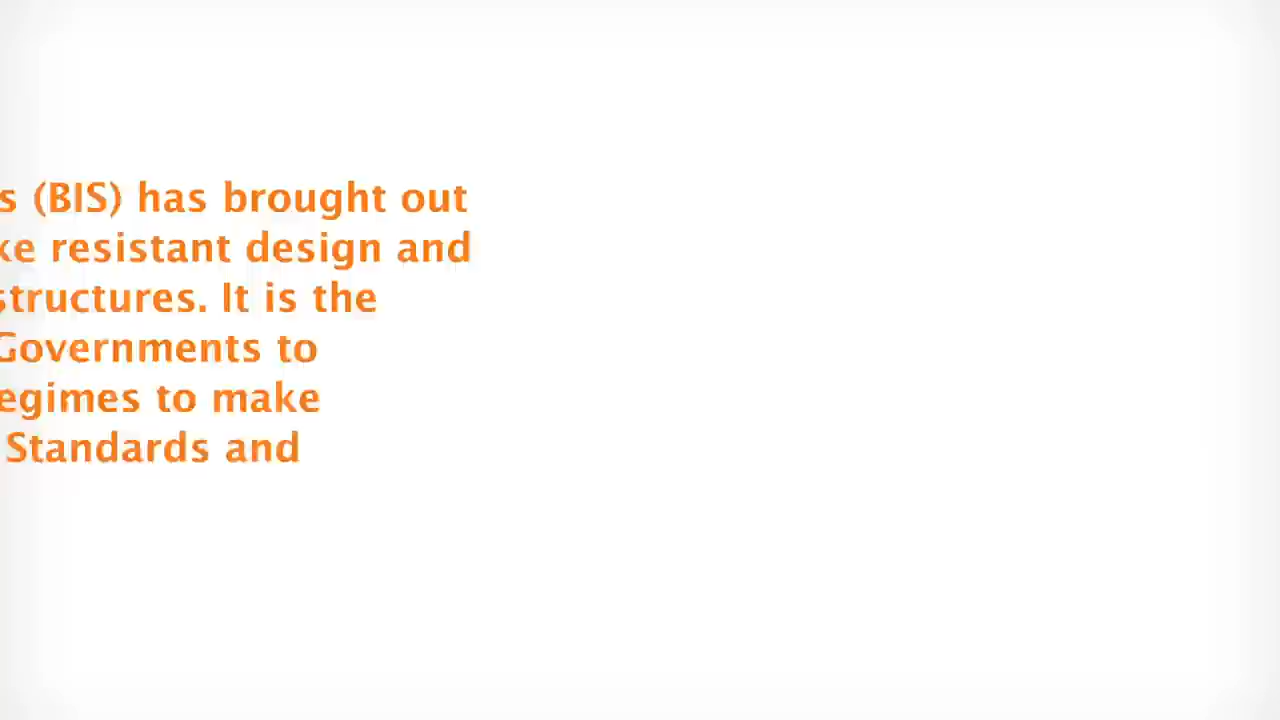 s (BIS) has brought out
ke resistant design and
structures. It is the
Governments to
egimes to make
Standards and